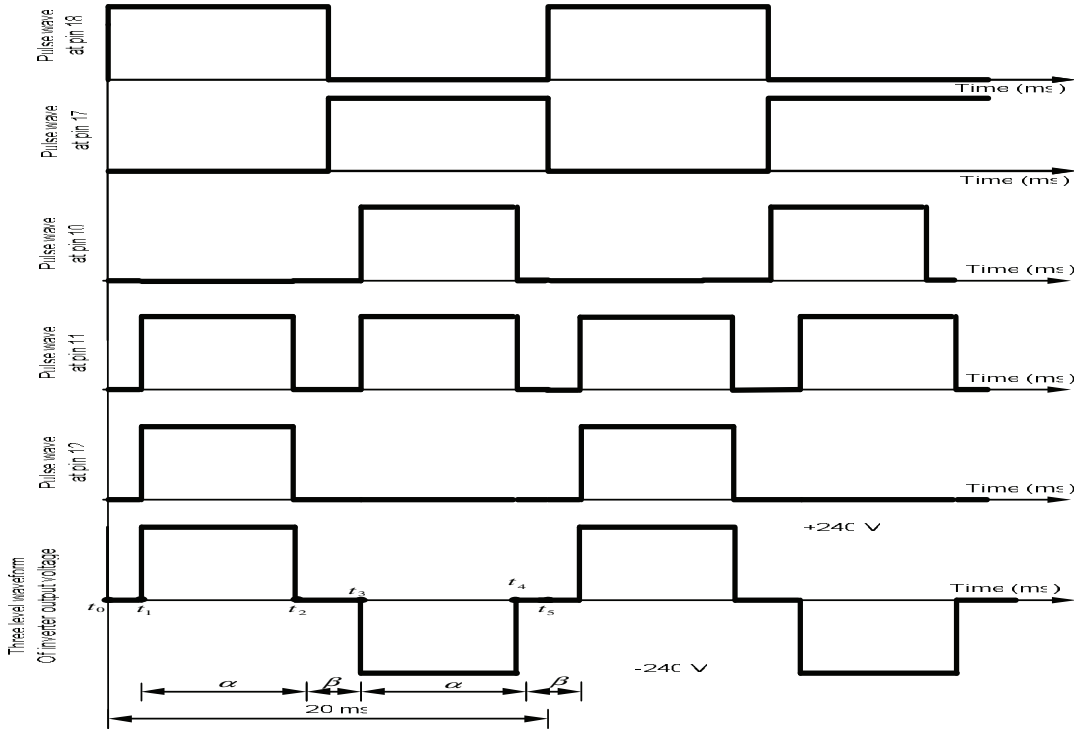 Pulse wave
at pin 18
Time (ms)
Pulse wave
at pin 17
Time (ms)
Pulse wave
at pin 10
Time (ms)
Pulse wave
at pin 11
Time (ms)
Pulse wave
at pin 12
Time (ms)
+240 V
Three level waveform
Of inverter output voltage
t0
t1
t2
t3
t4
t5
Time (ms)
-240 V
α
β
α
β
20 ms